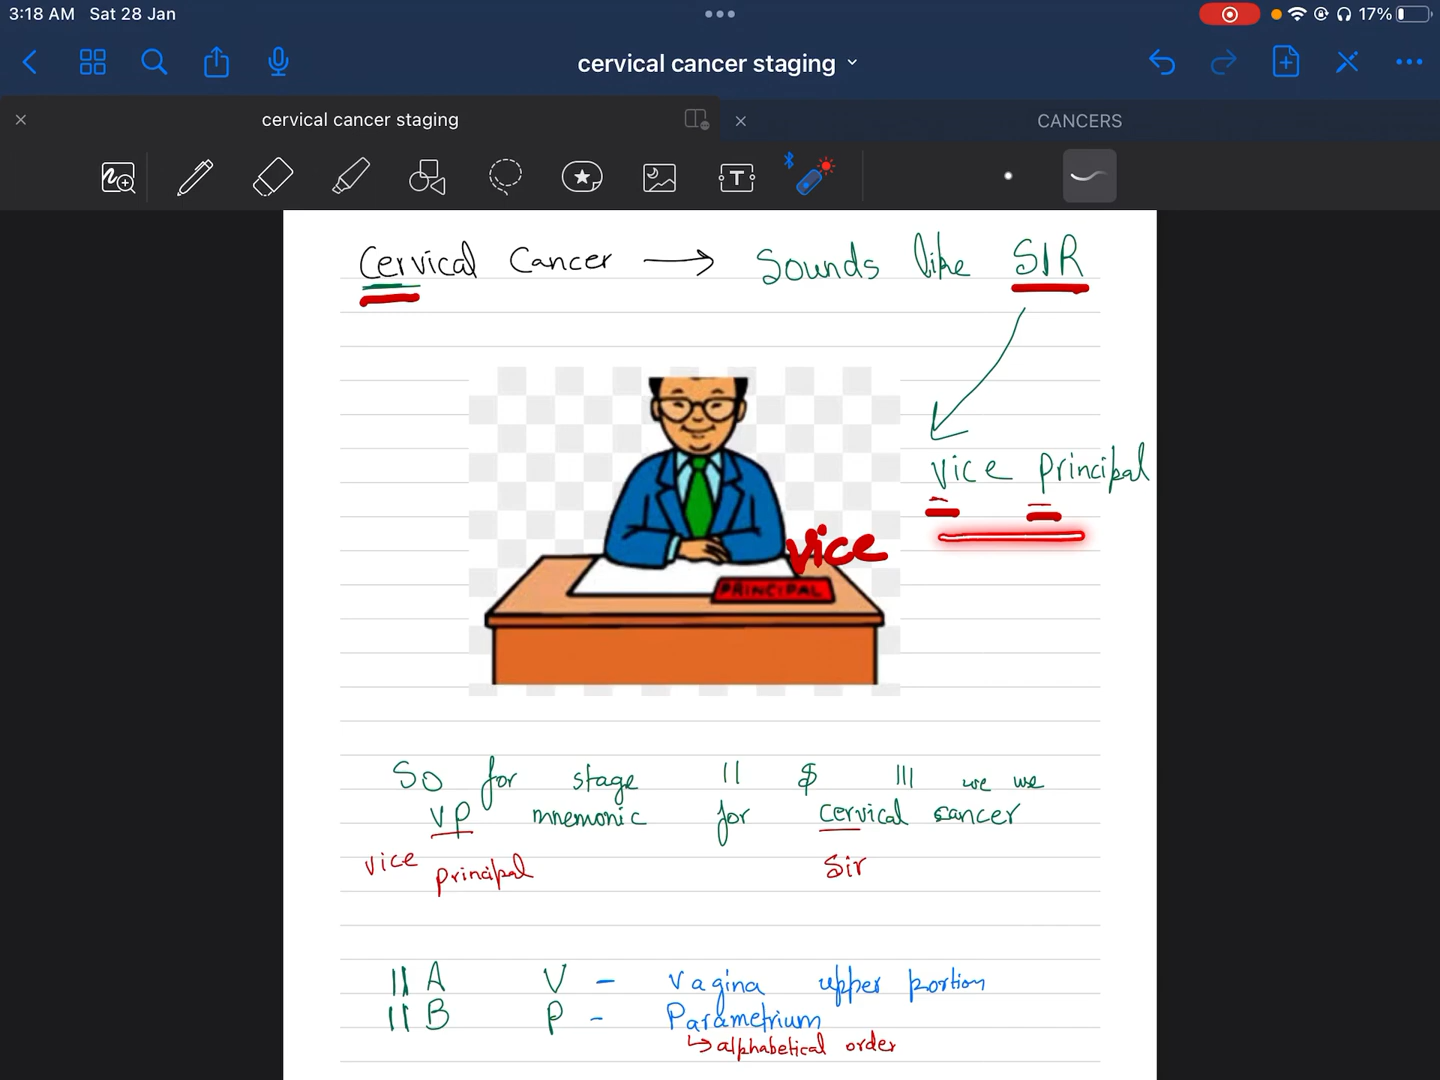 3:18 AM Sat 28 Jan
17%
cervical cancer staging
cervical cancer staging
CANCERS
T
Cervical Cancer → Sounds like SIR
vice principal
vice
PRINCIPAL
So for stage II $ III we we
VP mnemonic for cervical cancer
vice principal
Sir
II A V - Vagina upper portion
II B P - Parametrium
↳ alphabetical order